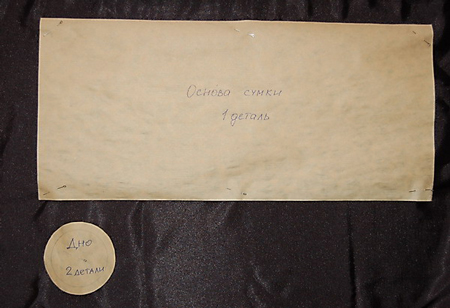 Основа сумки
1 деталь
Дно
2 детали